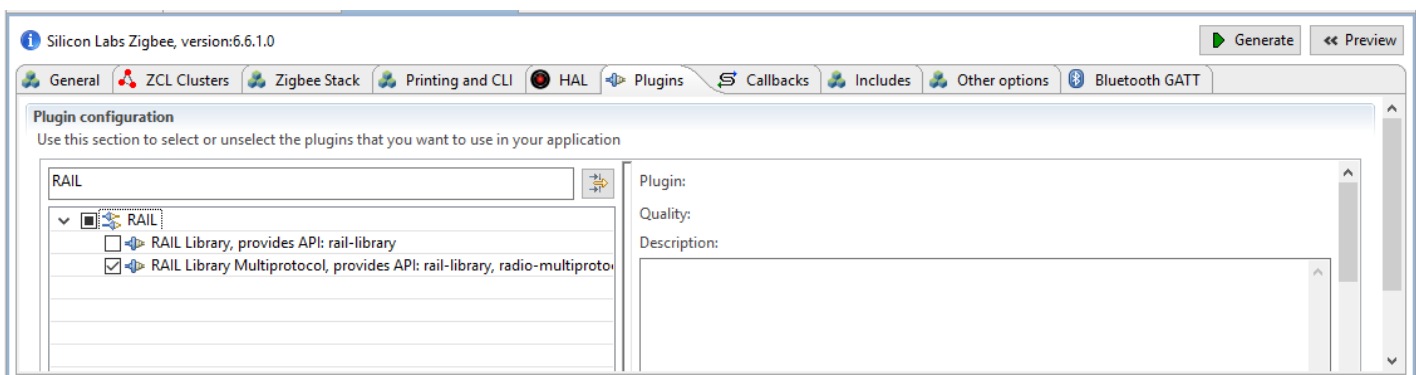 Silicon Labs Zigbee, version:6.6.1.0
Generate
Preview
General
ZCL Clusters
Zigbee Stack
Printing and CLI
HAL
Plugins
Callbacks
Includes
Other options
Bluetooth GATT
Plugin configuration
Use this section to select or unselect the plugins that you want to use in your application
RAIL
Plugin:
RAIL
Quality:
RAIL Library, provides API: rail-library
Description:
RAIL Library Multiprotocol, provides API: rail-library, radio-multiproto